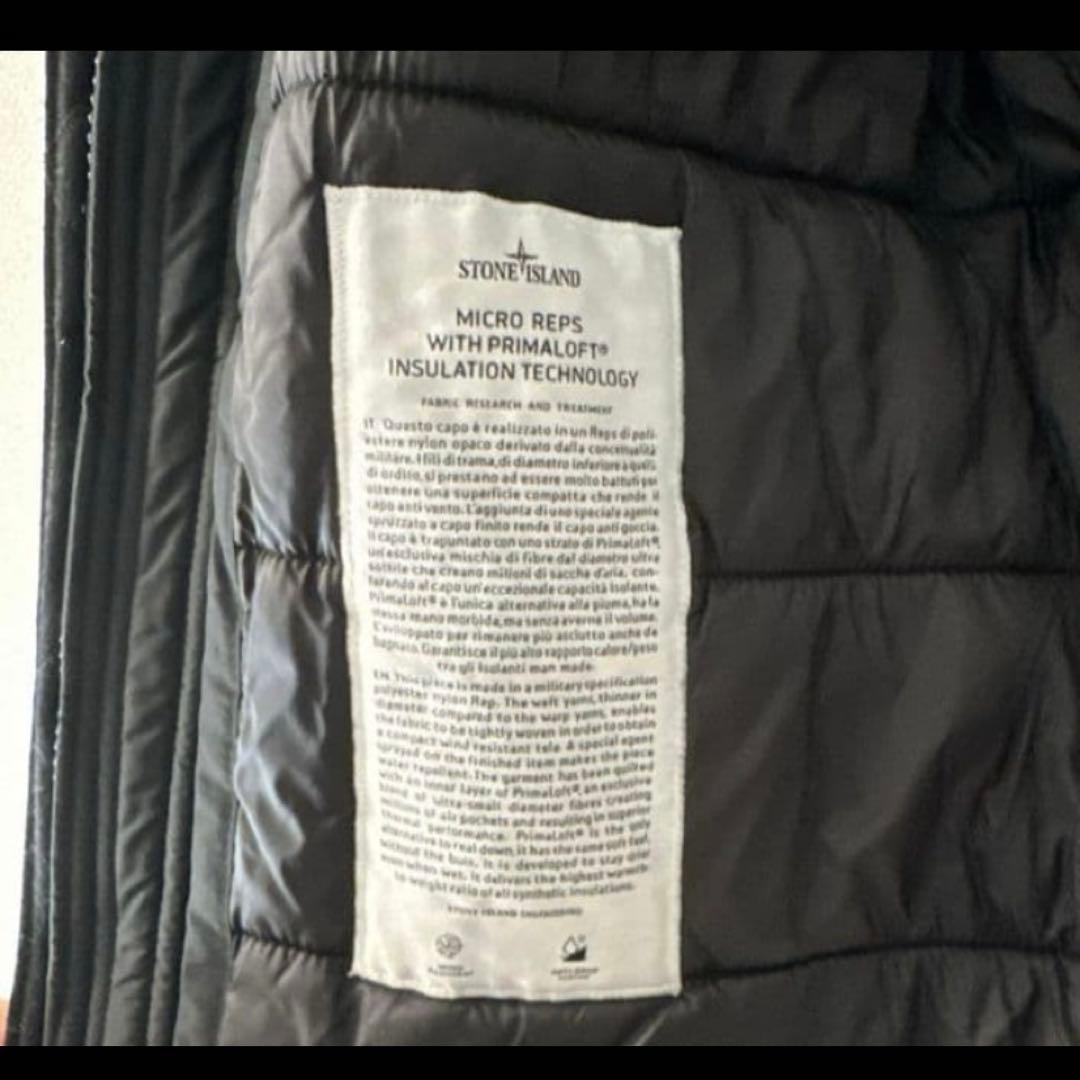 STONE ISLAND
MICRO REPS
WITH PRIMALOFT®
INSULATION TECHNOLOGY
FABRIC RESEARCH AND TREATMENT
IT. Questo capo è realizzato in un Reps di poli-
estere nylon opaco derivato dalla concettualità
militare. I fili di trama, di diametro inferiore a quelli
di ordito, si prestano ad essere molto battuti per
ottenere una superficie compatta che rende il
capo anti vento. L'aggiunta di uno speciale agente
spruzzato a capo finito rende il capo anti goccia.
Il capo è trapuntato con uno strato di PrimaLoft®,
un'esclusiva mischia di fibre dal diametro ultra
sottile che creano milioni di sacche d'aria, con-
ferendo al capo un'eccezionale capacità isolante.
PrimaLoft® è l'unica alternativa alla piuma, ha la
stessa mano morbida, ma senza averne il volume.
E' sviluppato per rimanere più asciutto anche da
bagnato. Garantisce il più alto rapporto calore/peso
tra gli isolanti man made.
EN. This piece is made in a military specification
polyester nylon Rep. The weft yarns, thinner in
diameter compared to the warp yarns, enables
the fabric to be tightly woven in order to obtain
a compact wind resistant tela. A special agent
sprayed on the finished item makes the piece
water repellent. The garment has been quilted
with an inner layer of PrimaLoft®, an exclusive
blend of ultra-small diameter fibres creating
millions of air pockets and resulting in superior
thermal performance. PrimaLoft® is the only
alternative to real down, it has the same soft feel,
without the bulk. It is developed to stay drier
even when wet. It delivers the highest warmth
to weight ratio of all synthetic insulations.
STONE ISLAND ENGINEERING